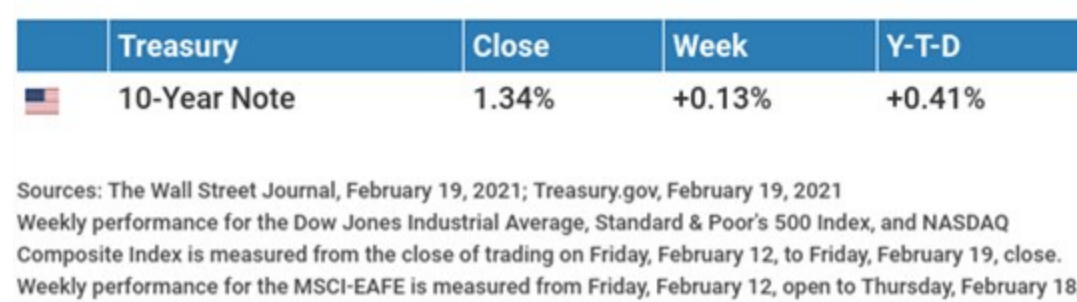 Treasury Close Week Y-T-D
10-Year Note 1.34% +0.13% +0.41%
Sources: The Wall Street Journal, February 19, 2021; Treasury.gov, February 19, 2021
Weekly performance for the Dow Jones Industrial Average, Standard & Poor's 500 Index, and NASDAQ
Composite Index is measured from the close of trading on Friday, February 12, to Friday, February 19, close.
Weekly performance for the MSCI-EAFE is measured from Friday, February 12, open to Thursday, February 18